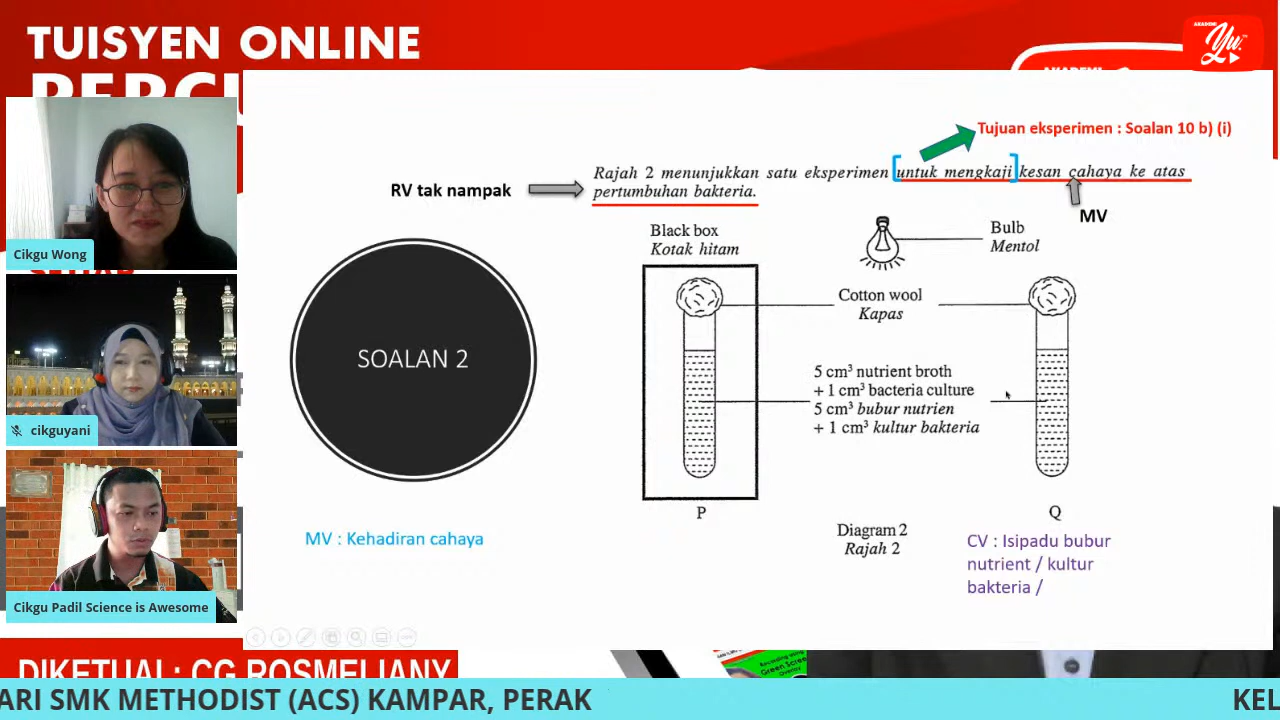 TUISYEN ONLINE
AKADEMI
Yu.
Tujuan eksperimen : Soalan 10 b) (i)
Rajah 2 menunjukkan satu eksperimen [untuk mengkaji] kesan cahaya ke atas
pertumbuhan bakteria.
RV tak nampak
MV
Black box
Kotak hitam
Bulb
Mentol
Cotton wool
Kapas
SOALAN 2
5 cm³ nutrient broth
+ 1 cm³ bacteria culture
5 cm³ bubur nutrien
+ 1 cm³ kultur bakteria
P
Q
Diagram 2
Rajah 2
MV : Kehadiran cahaya
CV : Isipadu bubur
nutrient / kultur
bakteria /
Cikgu Wong
cikguyani
Cikgu Padil Science is Awesome
DIKETUAI : CG ROSMELIANY
Green Screen
ARI SMK METHODIST (ACS) KAMPAR, PERAK
KEL